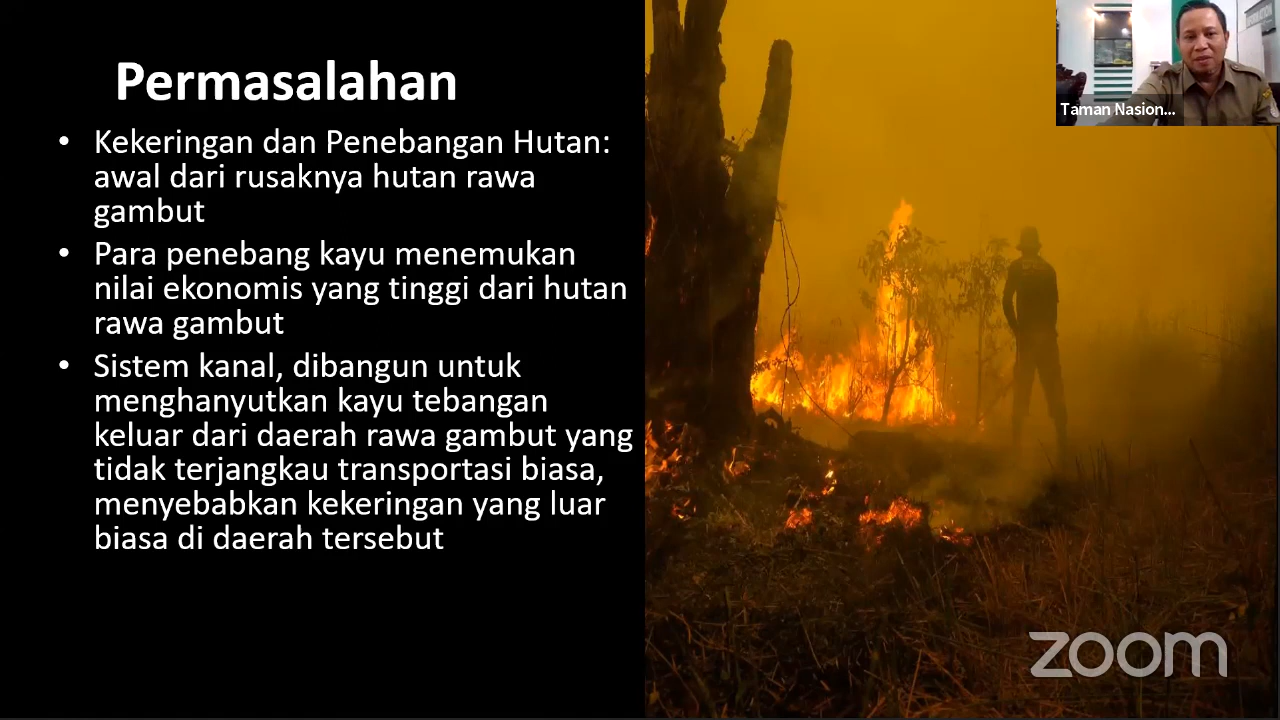 Permasalahan
• Kekeringan dan Penebangan Hutan:
awal dari rusaknya hutan rawa
gambut
• Para penebang kayu menemukan
nilai ekonomis yang tinggi dari hutan
rawa gambut
• Sistem kanal, dibangun untuk
menghanyutkan kayu tebangan
keluar dari daerah rawa gambut yang
tidak terjangkau transportasi biasa,
menyebabkan kekeringan yang luar
biasa di daerah tersebut
Taman Nasion...
zoom